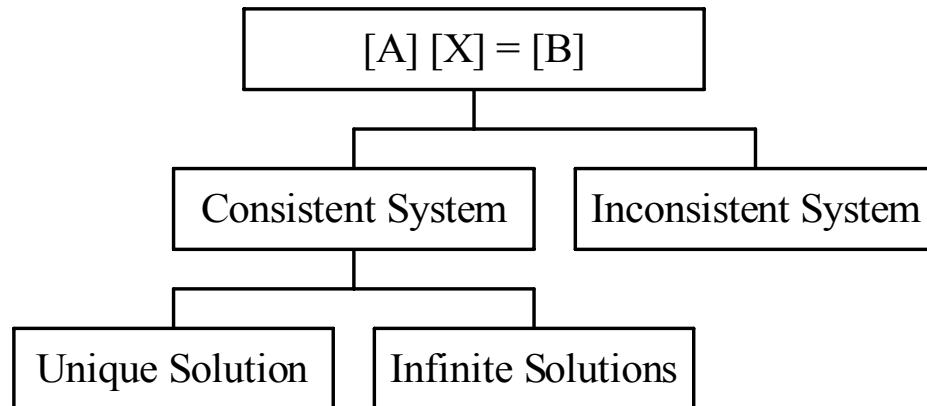 [A] [X] = [B]
Consistent System
Inconsistent System
Unique Solution
Infinite Solutions